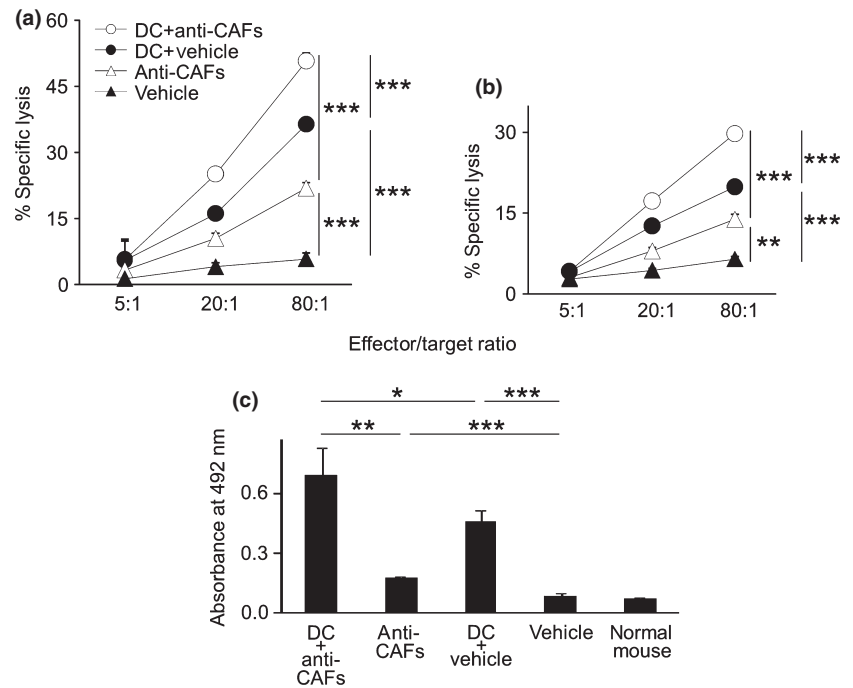 (a)
60
45
30
15
0
% Specific lysis
DC+anti-CAFs
DC+vehicle
Anti-CAFs
Vehicle
***
***
***
***
5:1 20:1 80:1
(b)
30
15
0
% Specific lysis
***
***
***
**
5:1 20:1 80:1
Effector/target ratio
(c)
* ***
** ***
Absorbance at 492 nm
0.6
0.3
0.0
DC Anti- DC Vehicle Normal
+ CAFs + mouse
anti- vehicle
CAFs